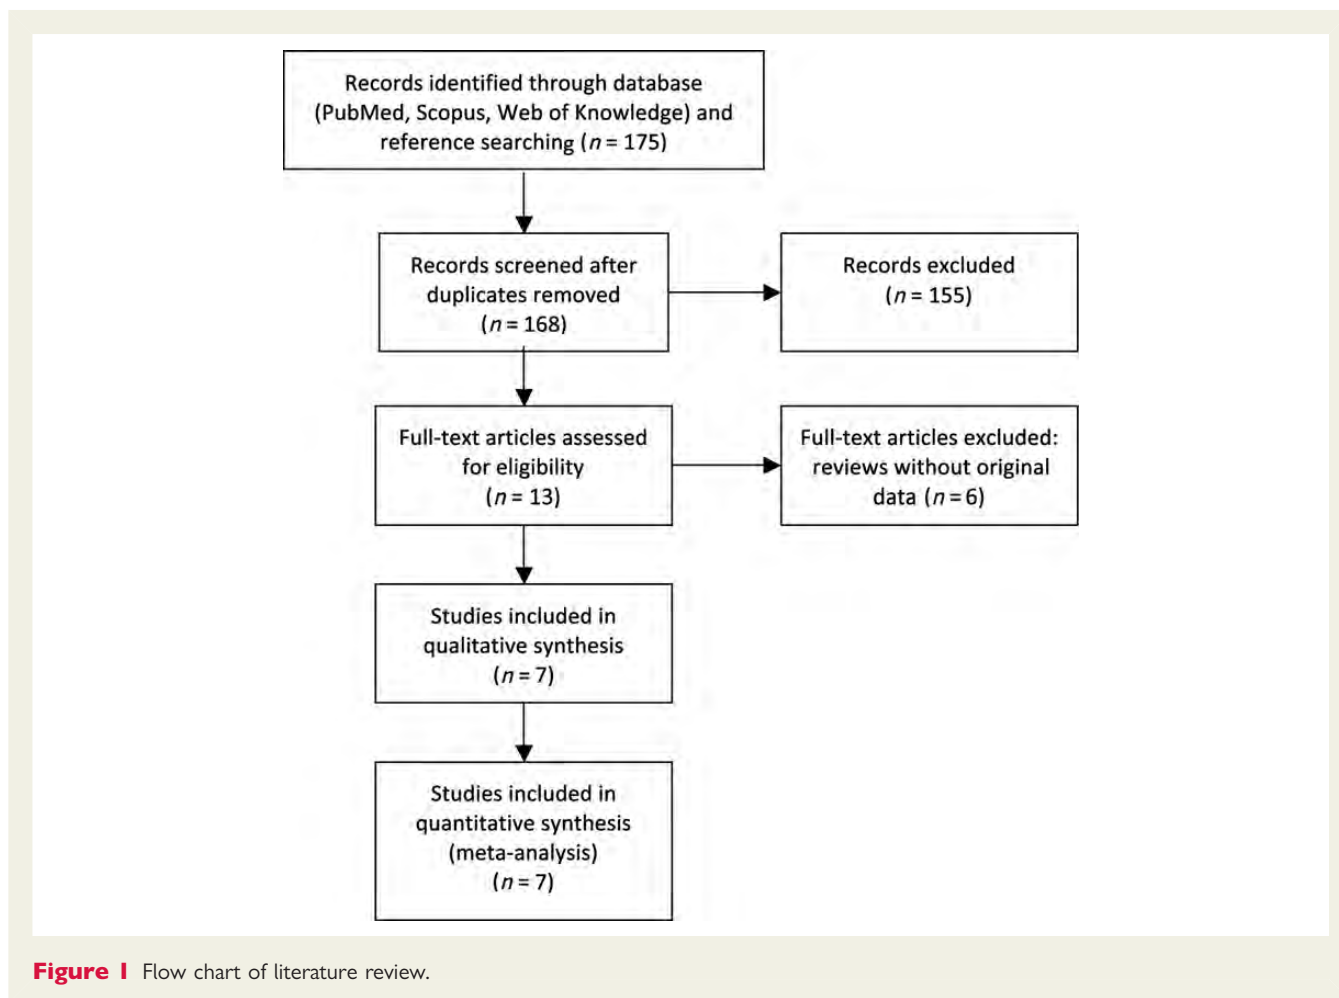 Records identified through database
(PubMed, Scopus, Web of Knowledge) and
reference searching (n = 175)
Records screened after
duplicates removed
(n = 168)
Records excluded
(n = 155)
Full-text articles assessed
for eligibility
(n = 13)
Full-text articles excluded:
reviews without original
data (n = 6)
Studies included in
qualitative synthesis
(n = 7)
Studies included in
quantitative synthesis
(meta-analysis)
(n = 7)
Figure 1 Flow chart of literature review.